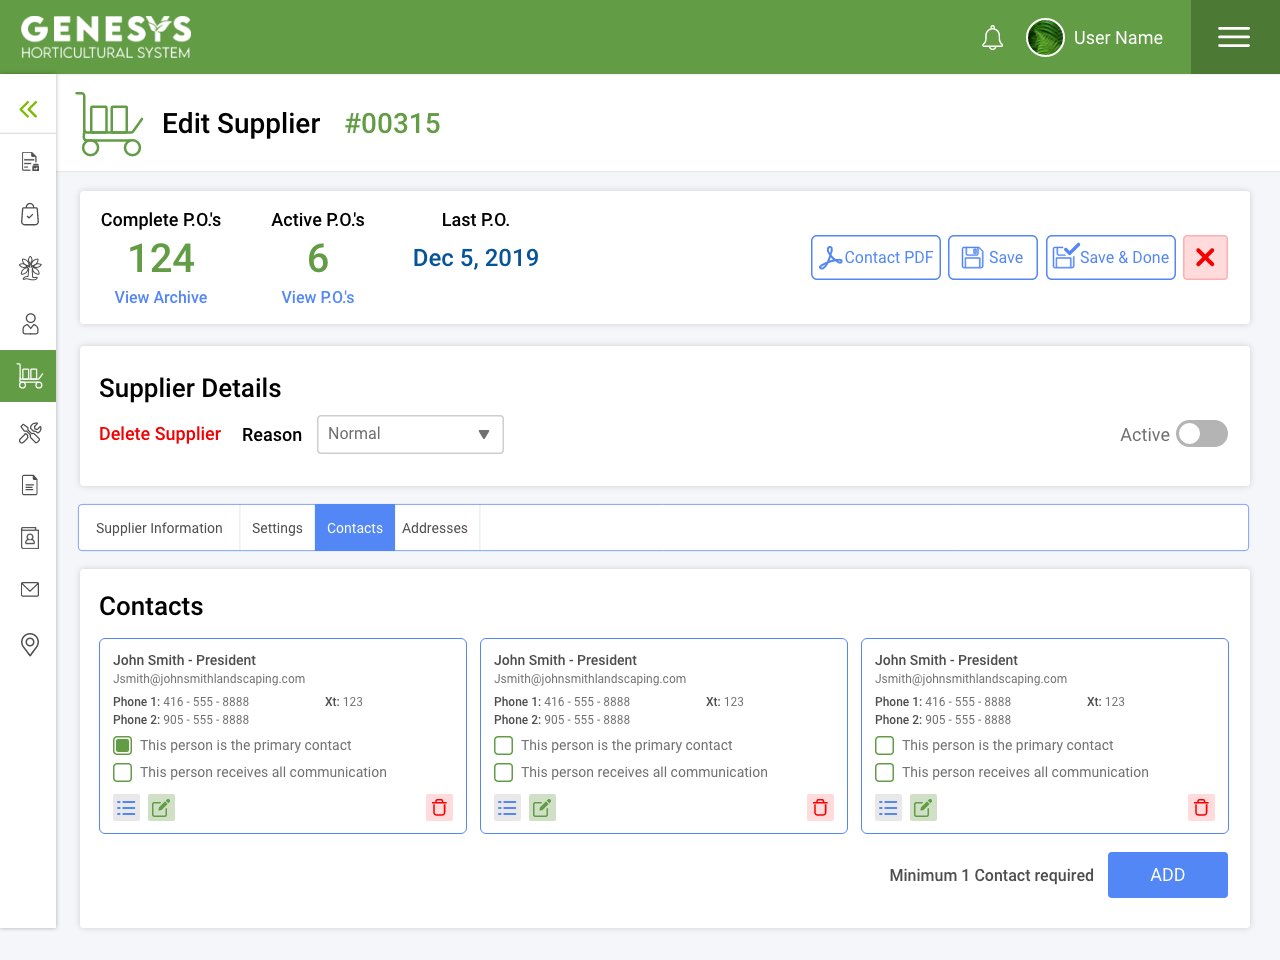 GENESYS
HORTICULTURAL SYSTEM
User Name
Edit Supplier #00315
Complete P.O.'s Active P.O.'s Last P.O.
124 6 Dec 5, 2019
View Archive View P.O.'s
Contact PDF Save Save & Done
Supplier Details
Delete Supplier Reason Normal Active
Supplier Information Settings Contacts Addresses
Contacts
John Smith - President
Jsmith@johnsmithlandscaping.com
Phone 1: 416 - 555 - 8888 Xt: 123
Phone 2: 905 - 555 - 8888
This person is the primary contact
This person receives all communication
John Smith - President
Jsmith@johnsmithlandscaping.com
Phone 1: 416 - 555 - 8888 Xt: 123
Phone 2: 905 - 555 - 8888
This person is the primary contact
This person receives all communication
John Smith - President
Jsmith@johnsmithlandscaping.com
Phone 1: 416 - 555 - 8888 Xt: 123
Phone 2: 905 - 555 - 8888
This person is the primary contact
This person receives all communication
Minimum 1 Contact required ADD